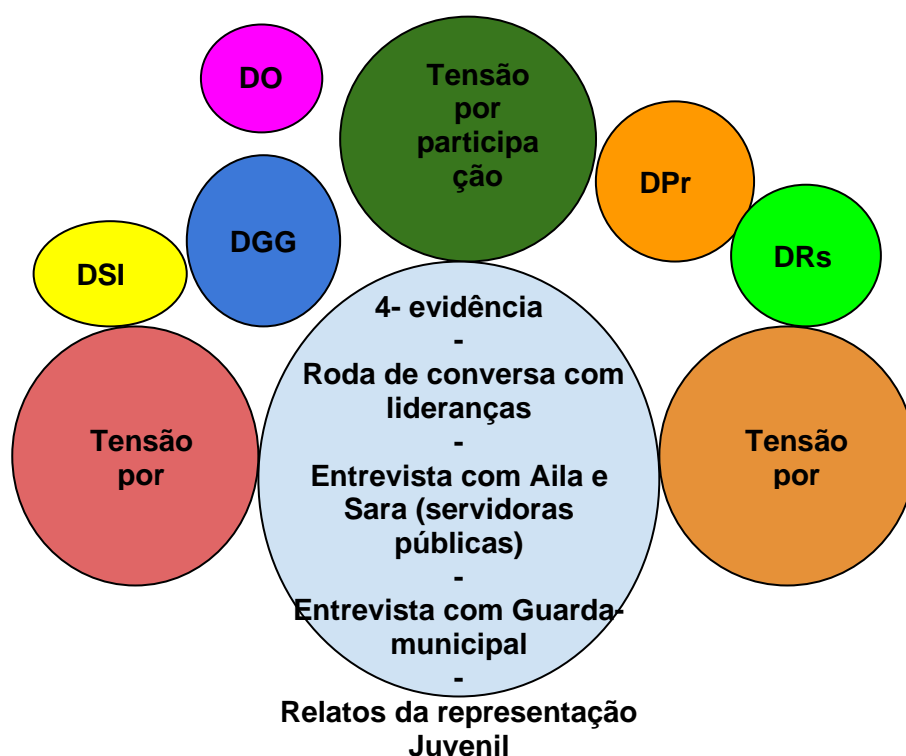 DO
Tensão
por
participa
ção
DPr
DGG
DRs
DSI
4- evidência
-
Roda de conversa com
lideranças
-
Entrevista com Aila e
Sara (servidoras
públicas)
-
Entrevista com Guarda-
municipal
-
Relatos da representação
Juvenil
Tensão
por
Tensão
por